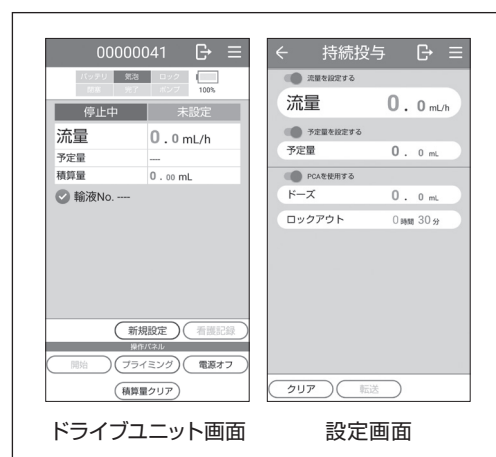 00000041
バッテリ 気泡 ロック
閉塞 完了 ポンプ 100%
停止中 未設定
流量 0.0 mL/h
予定量 ―
積算量 0.00 mL
輸液No. ----
新規設定 看護記録
操作パネル
開始 プライミング 電源オフ
積算量クリア
ドライブユニット画面
持続投与
流量を設定する
流量 0.0 mL/h
予定量を設定する
予定量 0.0 mL
PCAを使用する
ドーズ 0.0 mL
ロックアウト 0時間 30分
クリア 転送
設定画面